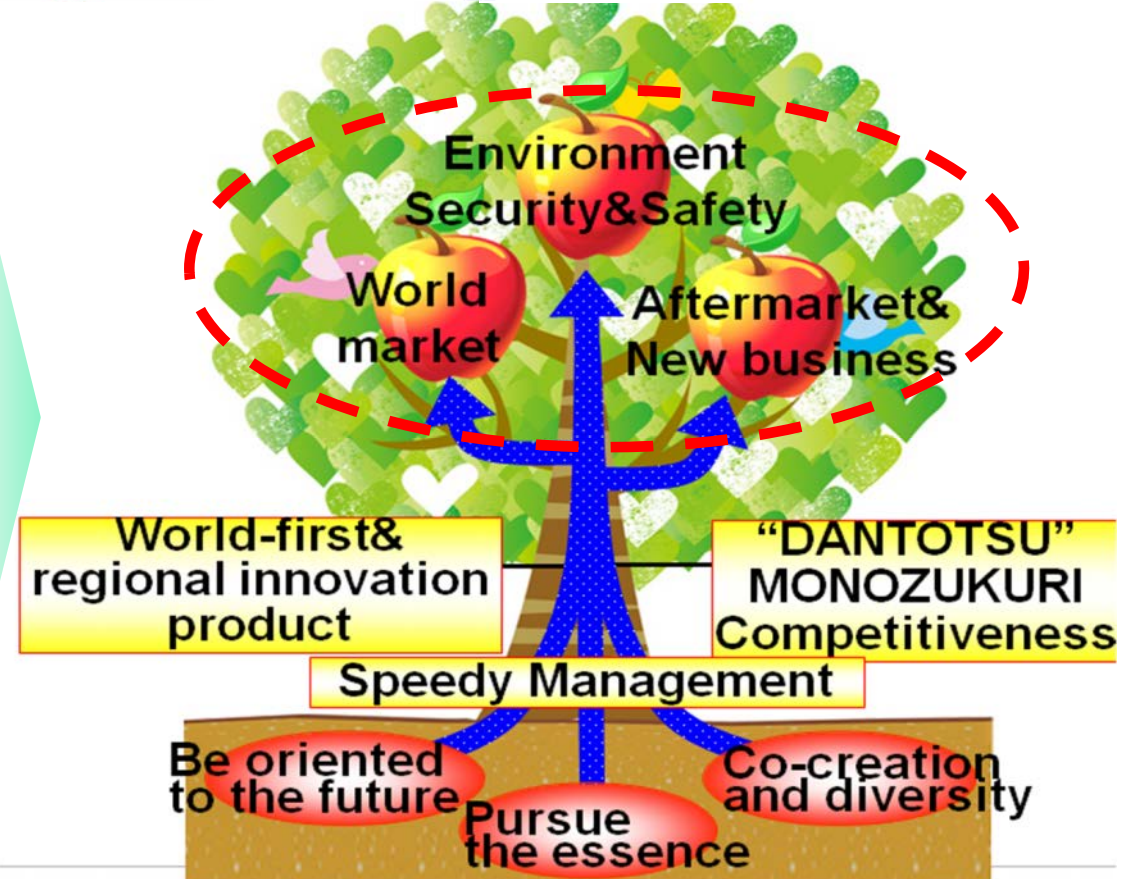 Environment
Security&Safety
World
market
Aftermarket&
New business
World-first&
regional innovation
product
“DANTOTSU”
MONOZUKURI
Competitiveness
Speedy Management
Be oriented
to the future
Pursue
the essence
Co-creation
and diversity